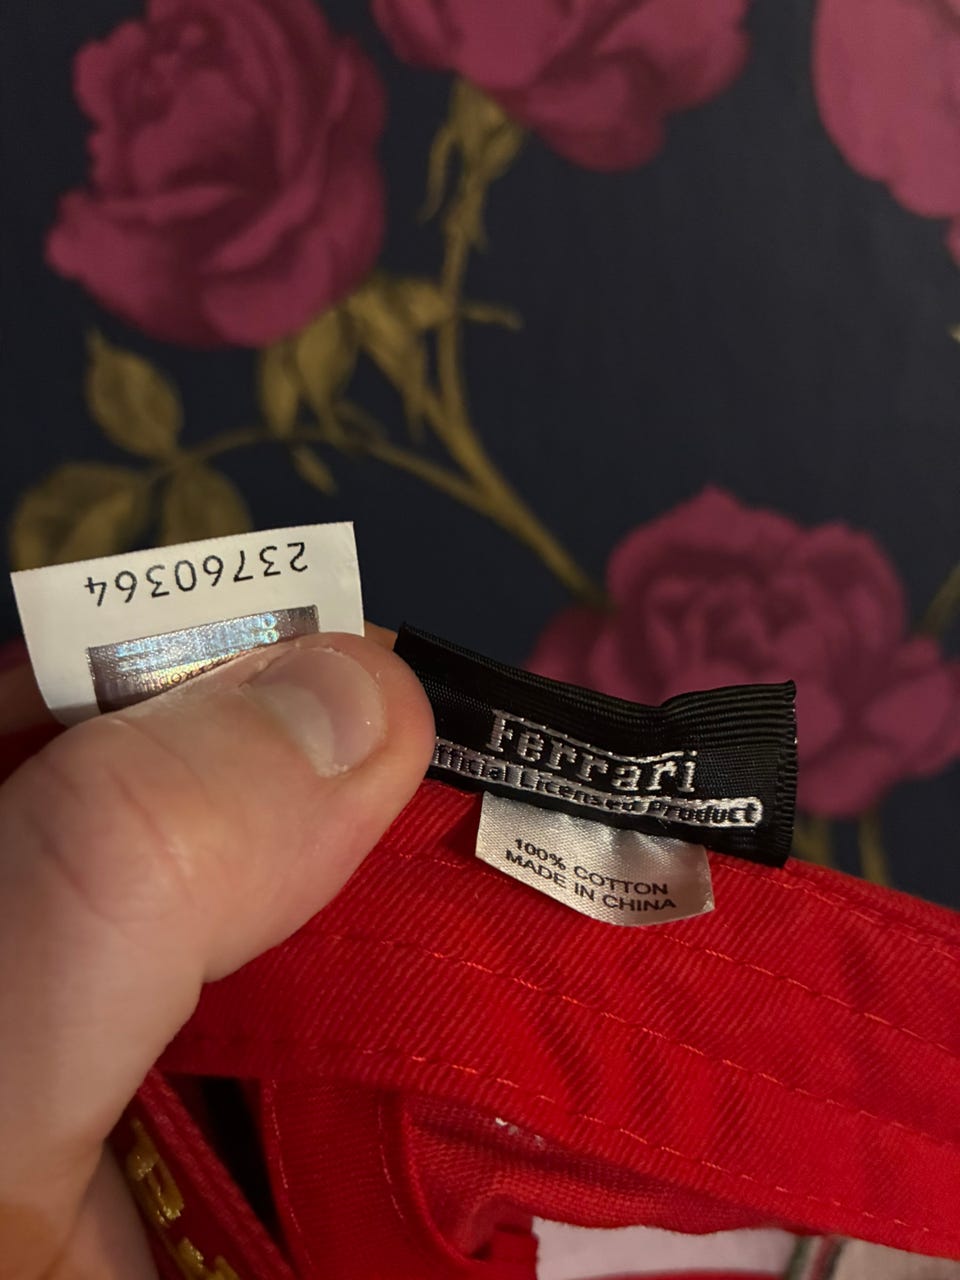 23760364
Ferrari
Official Licensed Product
100% COTTON
MADE IN CHINA